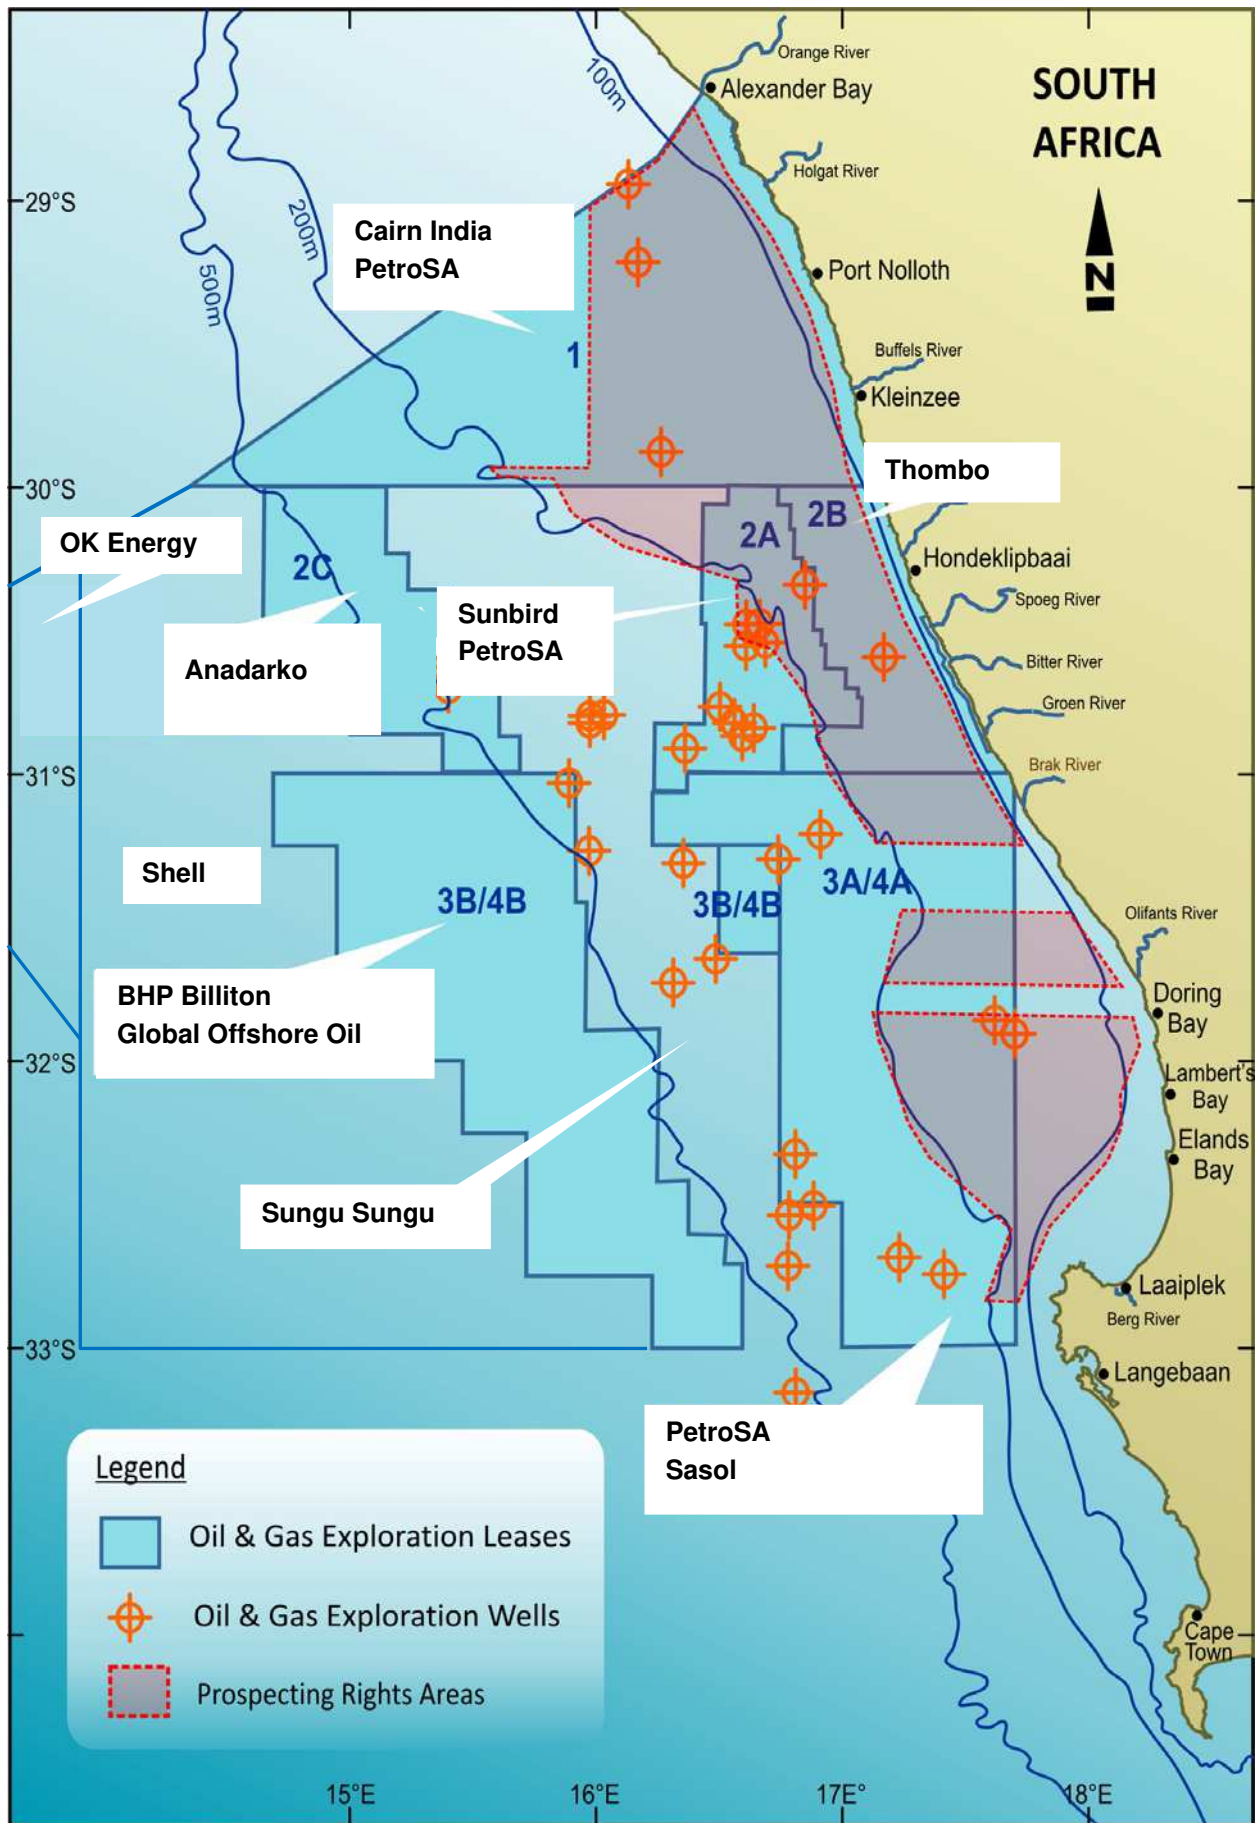 Orange River
Alexander Bay
SOUTH
AFRICA
100m
Holgat River
29°S
200m
Cairn India
PetroSA
N
500m
Port Nolloth
1
Buffels River
Kleinzee
Thombo
30°S
2B
2A
OK Energy
2C
Hondeklipbaai
Spoeg River
Sunbird
PetroSA
Anadarko
Bitter River
Groen River
31°S
Brak River
Shell
3A/4A
3B/4B
3B/4B
Olifants River
BHP Billiton
Global Offshore Oil
Doring
Bay
32°S
Lambert's
Bay
Elands
Bay
Sungu Sungu
Laaiplek
Berg River
33°S
Langebaan
PetroSA
Sasol
Legend
Oil & Gas Exploration Leases
Oil & Gas Exploration Wells
Prospecting Rights Areas
Cape
Town
15°E
16°E
17°E°
18°E